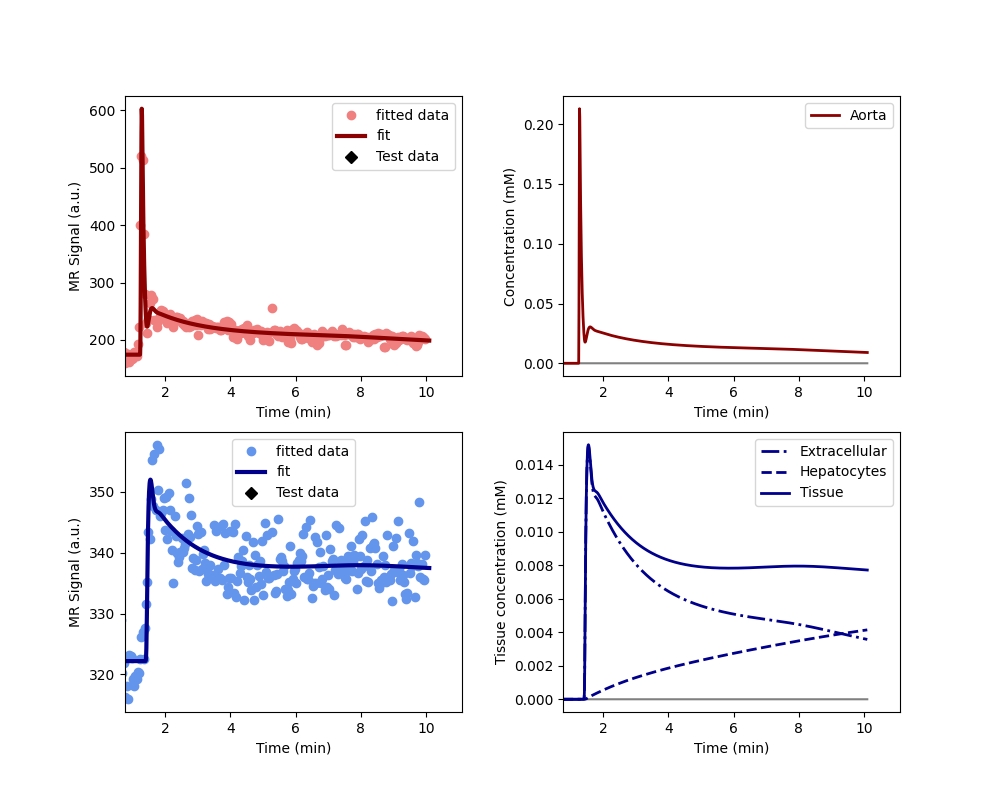 600
500
400
300
200
MR Signal (a.u.)
2 4 6 8 10
Time (min)
fitted data
fit
Test data
0.20
0.15
0.10
0.05
0.00
Concentration (mM)
2 4 6 8 10
Time (min)
Aorta
350
340
330
320
MR Signal (a.u.)
2 4 6 8 10
Time (min)
fitted data
fit
Test data
0.014
0.012
0.010
0.008
0.006
0.004
0.002
0.000
Tissue concentration (mM)
2 4 6 8 10
Time (min)
Extracellular
Hepatocytes
Tissue